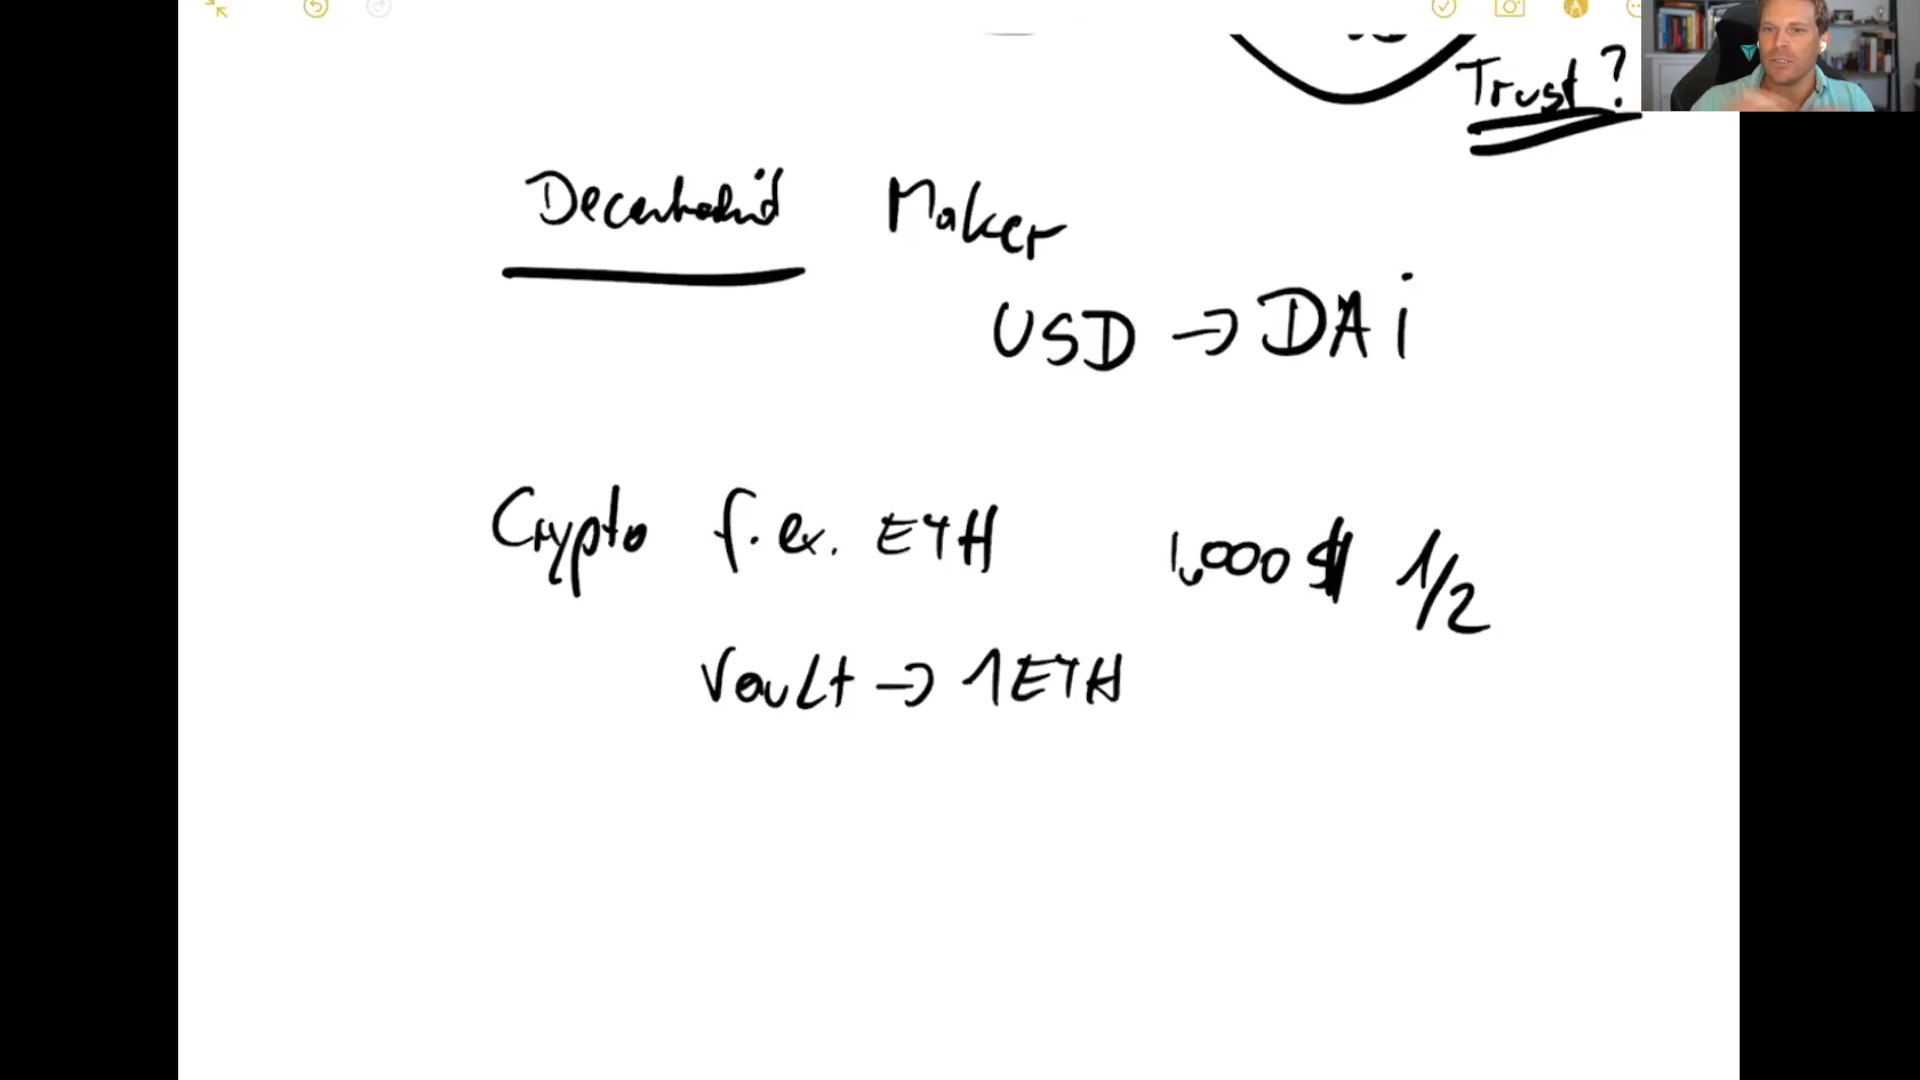 Trust?
Decentralized Maker
USD → DAi
Crypto f.ex. ETH 1,000$ 1/2
Vault → 1ETH